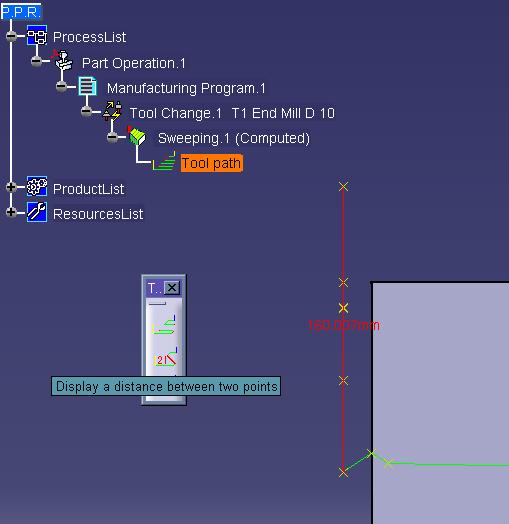 P.P.R.
ProcessList
Part Operation.1
Manufacturing Program.1
Tool Change.1  T1 End Mill D 10
Sweeping.1 (Computed)
Tool path
ProductList
ResourcesList
T..
160.007mm
21
Display a distance between two points